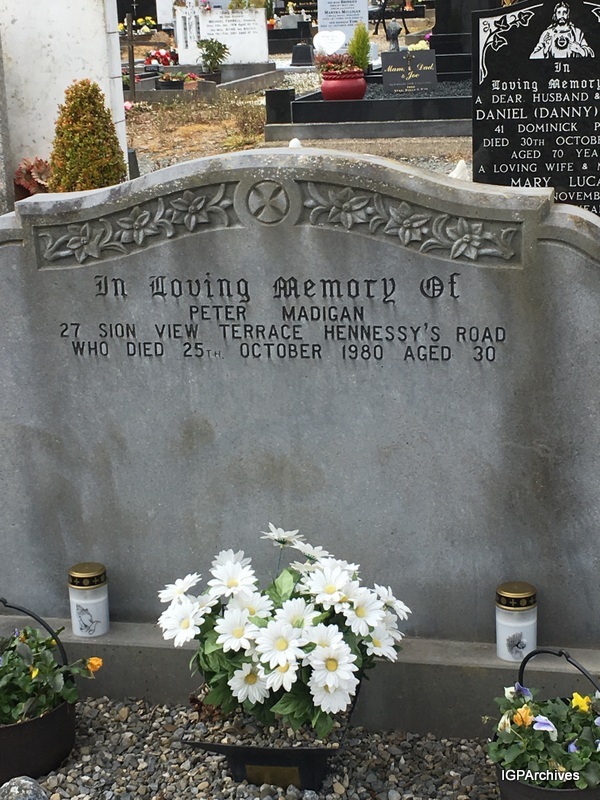 In Loving Memory Of
PETER MADIGAN
27 SION VIEW TERRACE HENNESSY'S ROAD
WHO DIED 25TH. OCTOBER 1980 AGED 30
In
Loving Memory
A DEAR HUSBAND &
DANIEL (DANNY)
41 DOMINICK P
DIED 30TH OCTOBE
AGED 70 YEA
A LOVING WIFE & M
MARY LUCA
NOVEMB
Mam & Dad
Joe
IGPArchives